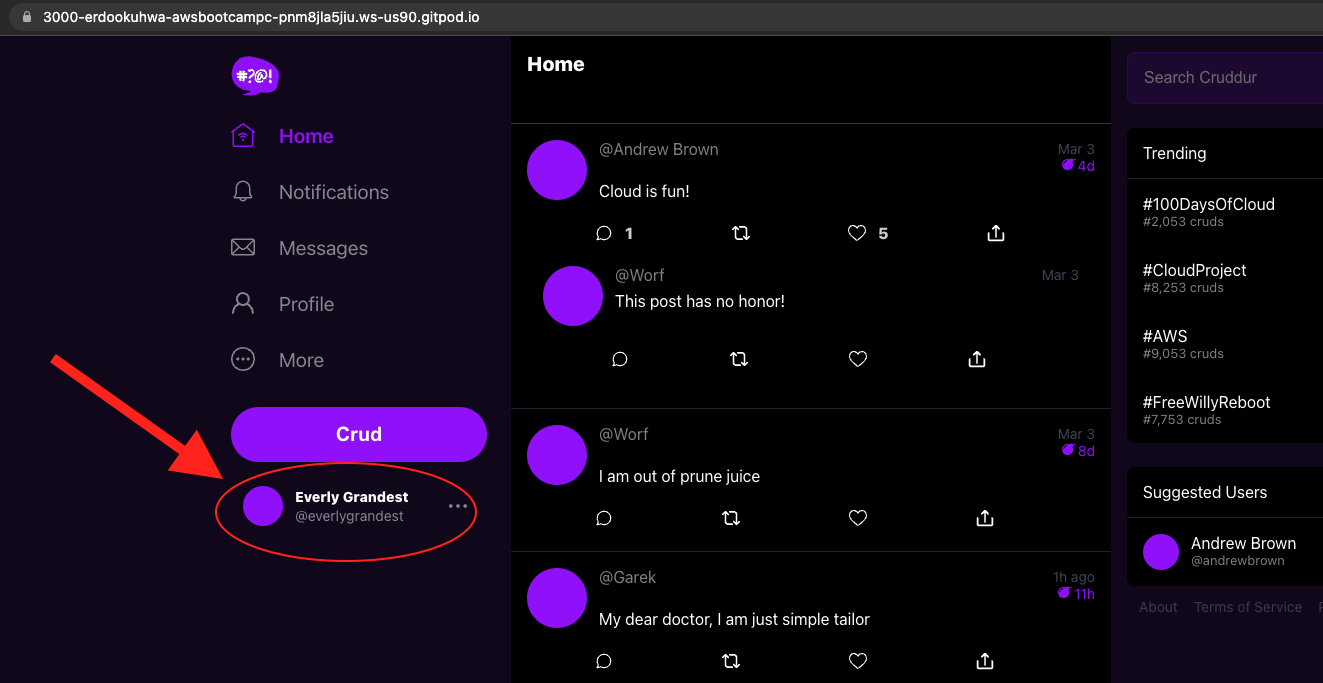 3000-erdookuhwa-awsbootcampc-pnm8jla5jiu.ws-us90.gitpod.io
#?@!
Home
Notifications
Messages
Profile
More
Crud
Everly Grandest
@everlygrandest
Home
@Andrew Brown
Mar 3
4d
Cloud is fun!
1
5
@Worf
Mar 3
This post has no honor!
@Worf
Mar 3
8d
I am out of prune juice
@Garek
1h ago
11h
My dear doctor, I am just simple tailor
Search Cruddur
Trending
#100DaysOfCloud
#2,053 cruds
#CloudProject
#8,253 cruds
#AWS
#9,053 cruds
#FreeWillyReboot
#7,753 cruds
Suggested Users
Andrew Brown
@andrewbrown
About Terms of Service